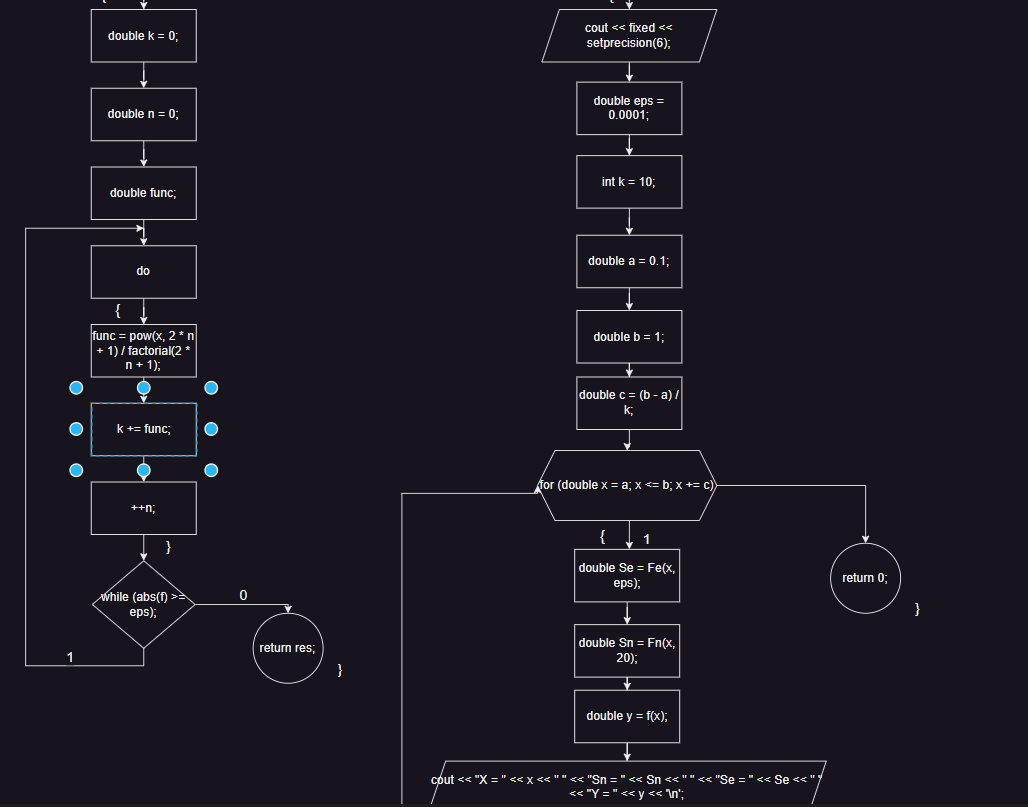 {
double k = 0;
double n = 0;
double func;
do
{
func = pow(x, 2 * n
+ 1) / factorial(2 *
n + 1);
k += func;
++n;
}
while (abs(f) >=
eps);
0
1
return res;
}
{
cout << fixed <<
setprecision(6);
double eps =
0.0001;
int k = 10;
double a = 0.1;
double b = 1;
double c = (b - a) /
k;
for (double x = a; x <= b; x += c)
{
1
double Se = Fe(x,
eps);
double Sn = Fn(x,
20);
double y = f(x);
cout << "X = " << x << " " << "Sn = " << Sn << " " << "Se = " << Se << " "
<< "Y = " << y << '\n';
return 0;
}